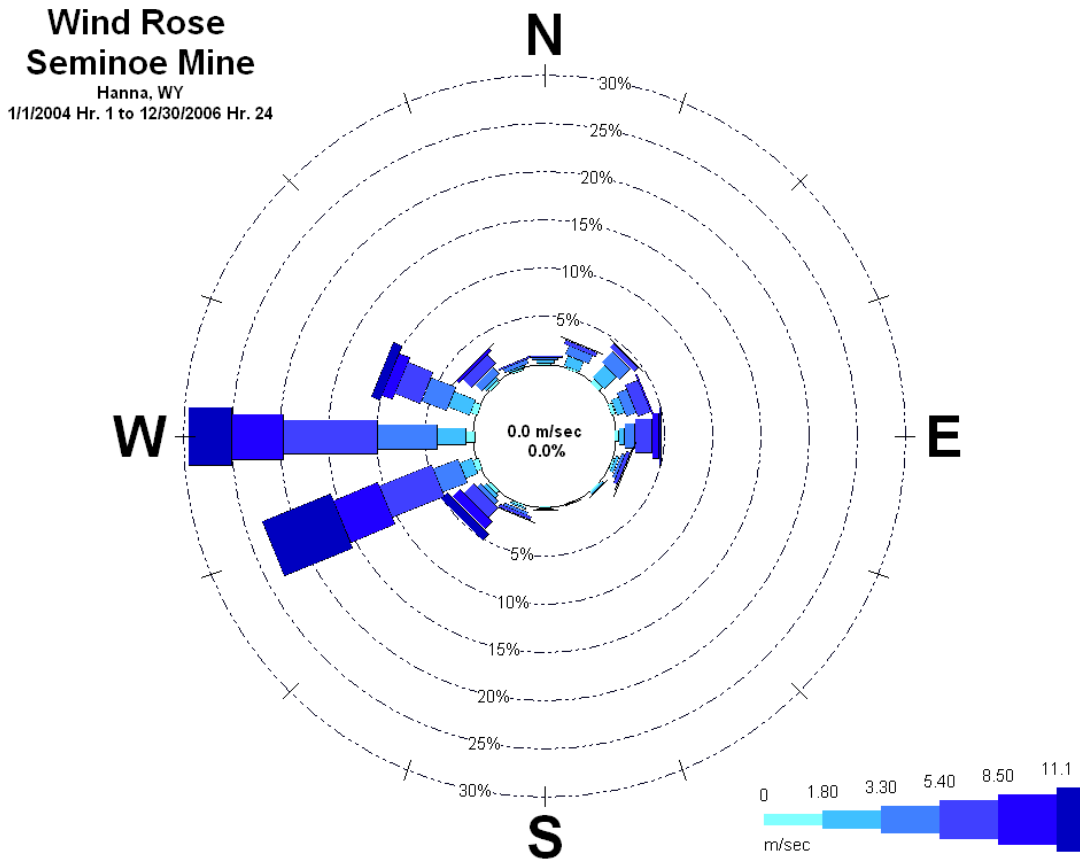 Wind Rose
Seminoe Mine
Hanna, WY
1/1/2004 Hr. 1 to 12/30/2006 Hr. 24
N
30%
25%
20%
15%
10%
5%
W
0.0 m/sec
0.0%
E
5%
10%
15%
20%
25%
30%
S
0 1.80 3.30 5.40 8.50 11.1
m/sec